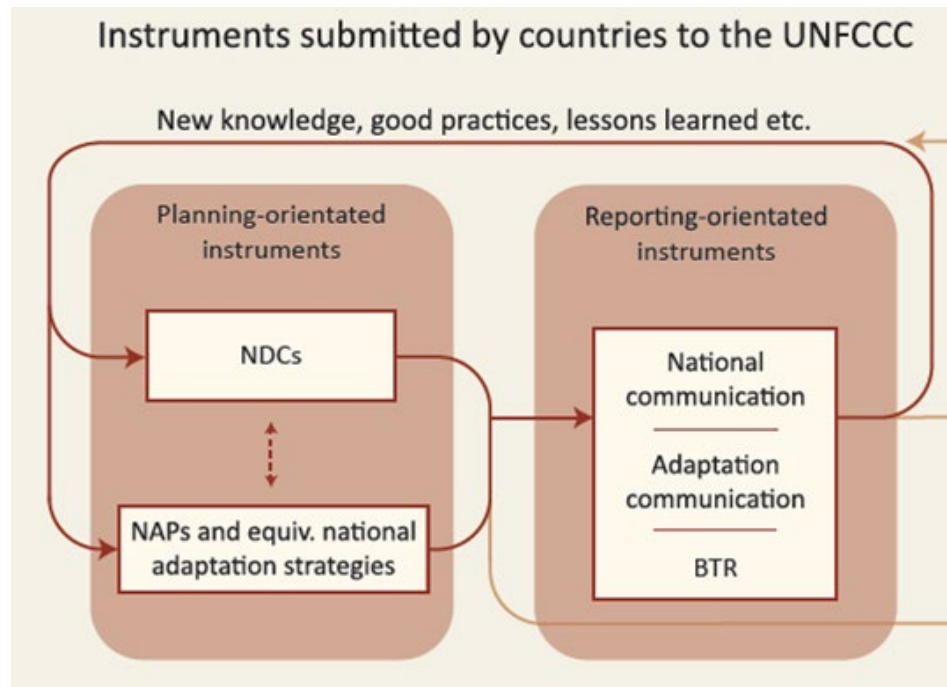 Instruments submitted by countries to the UNFCCC
New knowledge, good practices, lessons learned etc.
Planning-orientated
instruments
NDCs
NAPs and equiv. national
adaptation strategies
Reporting-orientated
instruments
National
communication
Adaptation
communication
BTR